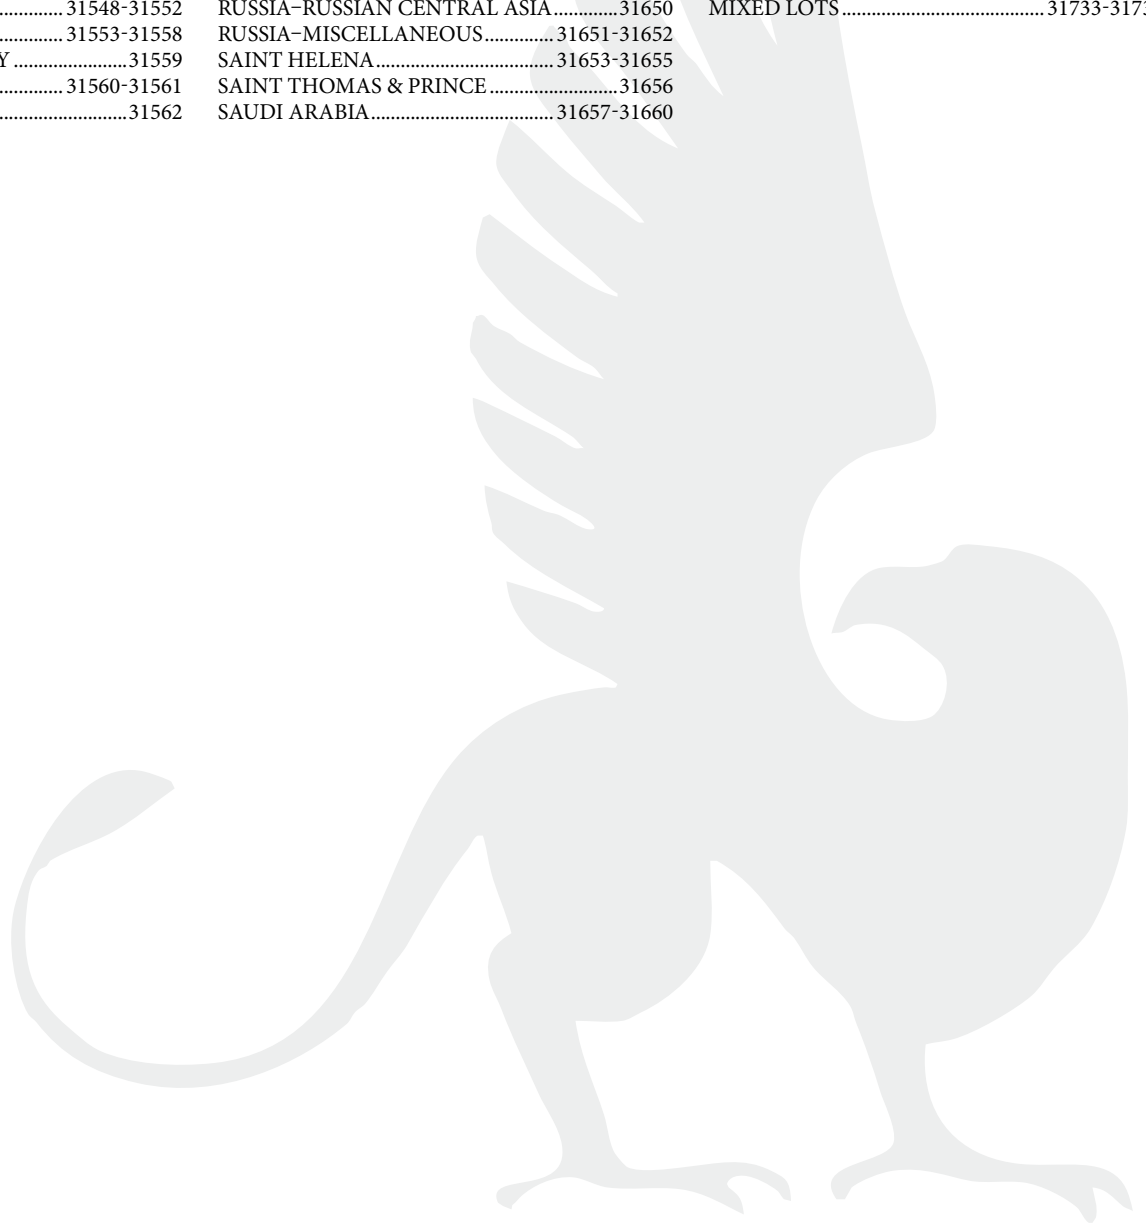 31548-31552
31553-31558
Y 31559
31560-31561
31562
RUSSIA–RUSSIAN CENTRAL ASIA 31650
RUSSIA–MISCELLANEOUS 31651-31652
SAINT HELENA 31653-31655
SAINT THOMAS & PRINCE 31656
SAUDI ARABIA 31657-31660
MIXED LOTS 31733-